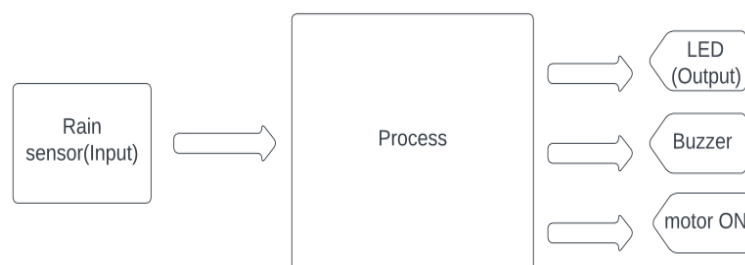 Rain
sensor(Input)
Process
LED
(Output)
Buzzer
motor ON